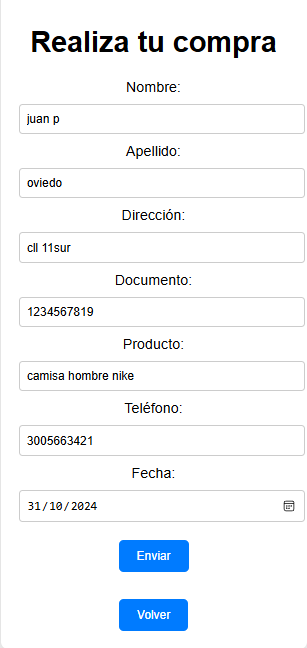 Realiza tu compra
Nombre:
juan p
Apellido:
oviedo
Dirección:
cll 11sur
Documento:
1234567819
Producto:
camisa hombre nike
Teléfono:
3005663421
Fecha:
31/10/2024
Enviar
Volver